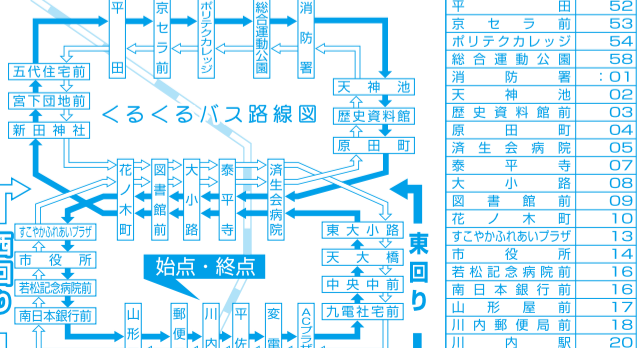 平田
京セラ前
ポリテクカレッジ
総合運動公園
消防署
五代住宅前
宮下団地前
新田神社
くるくるバス路線図
天神池
歴史資料館
原田町
花ノ木町
図書館前
大小路
泰平寺
済生会病院
すこやかふれあいプラザ
市役所
若松記念病院前
南日本銀行前
西回り
始点・終点
東大小路
天大橋
中央中前
九電社宅前
東回り
山形
郵便
川内
平佐
変電
ACプラザ
平田 52
京セラ前 53
ポリテクカレッジ 54
総合運動公園 58
消防署 :01
天神池 02
歴史資料館前 03
原田町 04
済生会病院 05
泰平寺 07
大小路 08
図書館前 09
花ノ木町 10
すこやかふれあいプラザ 13
市役所 14
若松記念病院前 16
南日本銀行前 16
山形屋前 17
川内郵便局前 18
川内駅 20